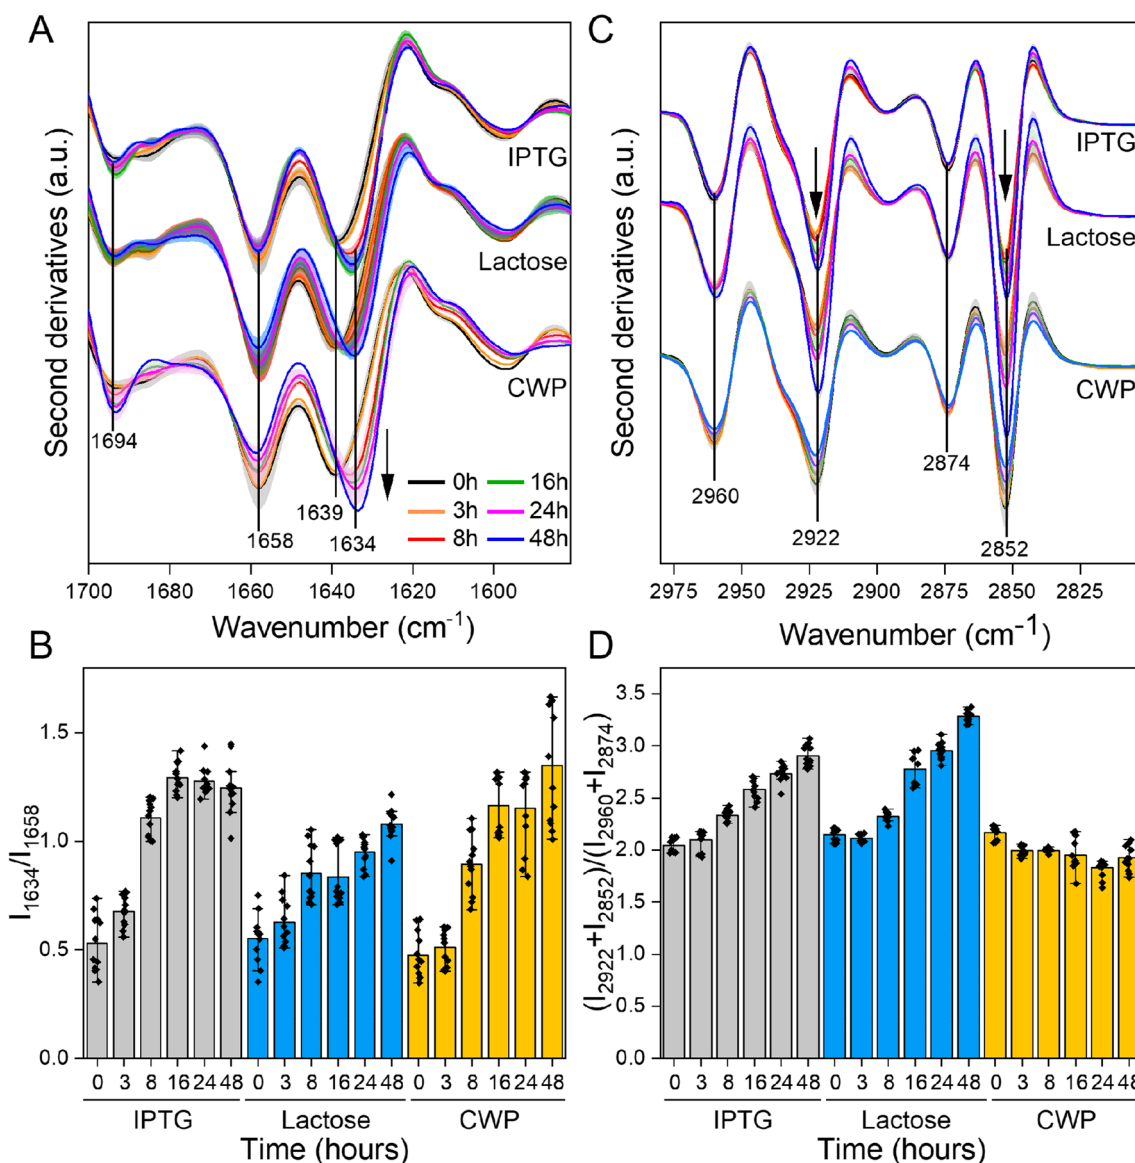 A
Second derivatives (a.u.)
IPTG
Lactose
CWP
1694
1658
1639
1634
0h
3h
8h
16h
24h
48h
1700
1660
1640
1620
1600
Wavenumber (cm⁻¹)
C
Second derivatives (a.u.)
IPTG
Lactose
CWP
2960
2922
2874
2852
2975
2950
2925
2900
2875
2850
2825
Wavenumber (cm⁻¹)
B
I1634/I1658
1.5
1.0
0.5
0.0
0 3 8 16 24 48 0 3 8 16 24 48 0 3 8 16 24 48
IPTG Lactose CWP
Time (hours)
D
(I2922+I2852)/(I2960+I2874)
3.5
3.0
2.5
2.0
1.5
1.0
0.5
0.0
0 3 8 16 24 48 0 3 8 16 24 48 0 3 8 16 24 48
IPTG Lactose CWP
Time (hours)